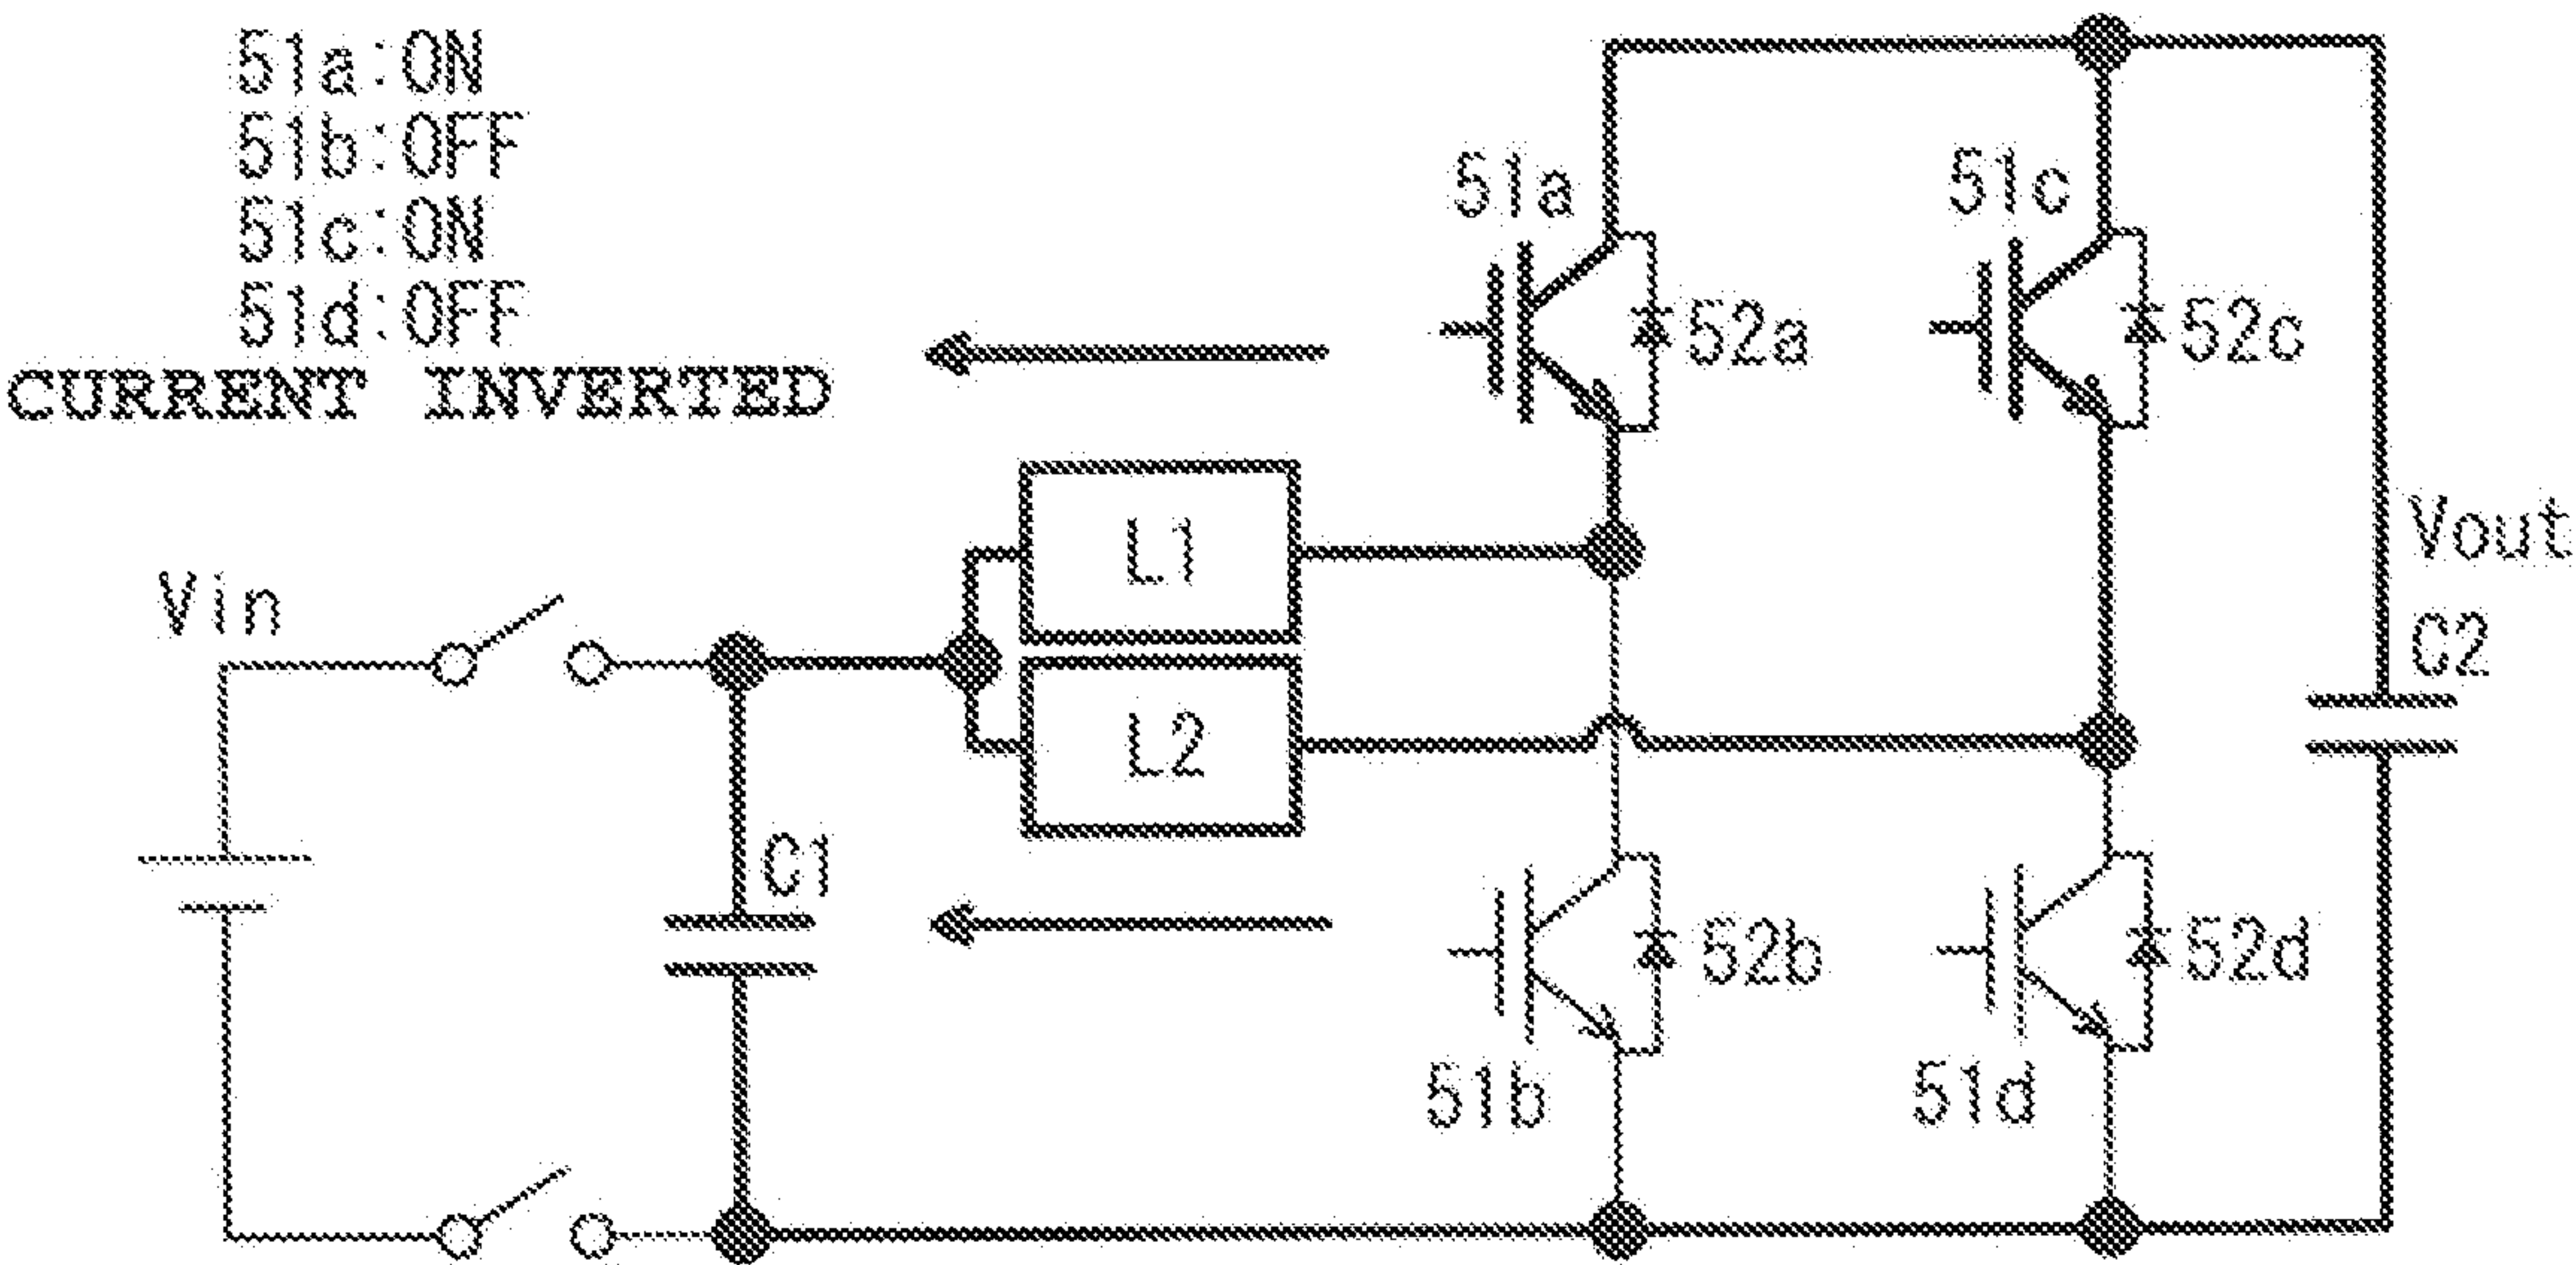 51a:ON
51b:OFF
51c:ON
51d:OFF
CURRENT INVERTED
51a
51c
52a
52c
L1
Vout
Vin
C2
L2
C1
52b
52d
51b
51d